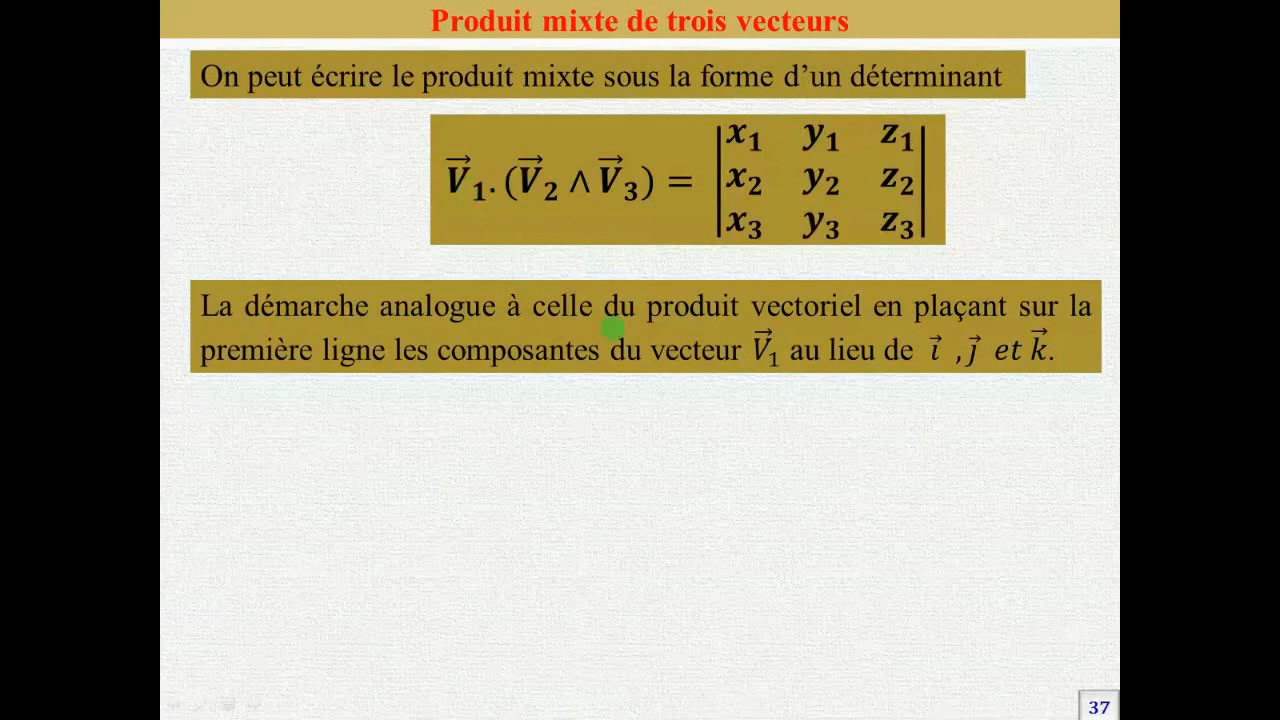 Produit mixte de trois vecteurs
On peut écrire le produit mixte sous la forme d’un déterminant
x₁ y₁ z₁
V⃗₁.(V⃗₂ ∧ V⃗₃) = x₂ y₂ z₂
x₃ y₃ z₃
La démarche analogue à celle du produit vectoriel en plaçant sur la
première ligne les composantes du vecteur V⃗₁ au lieu de i⃗ , j⃗ et k⃗.
37